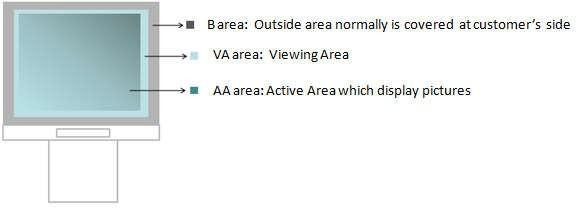 B area: Outside area normally is covered at customer's side
VA area: Viewing Area
AA area: Active Area which display pictures